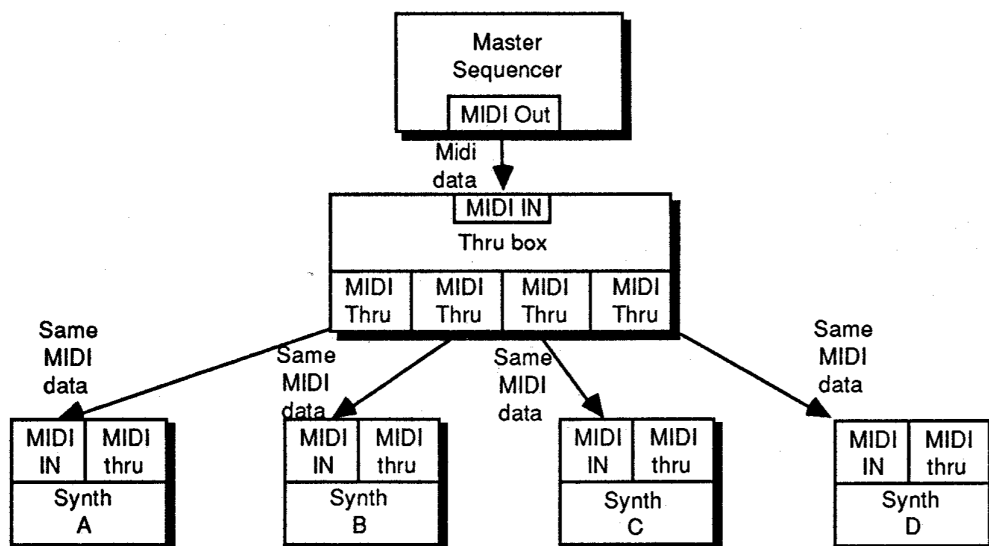 Master
Sequencer
MIDI Out
Midi
data
MIDI IN
Thru box
MIDI
Thru
MIDI
Thru
MIDI
Thru
MIDI
Thru
Same
MIDI
data
Same
MIDI
data
Same
MIDI
data
Same
MIDI
data
MIDI
IN
MIDI
thru
Synth
A
MIDI
IN
MIDI
thru
Synth
B
MIDI
IN
MIDI
thru
Synth
C
MIDI
IN
MIDI
thru
Synth
D